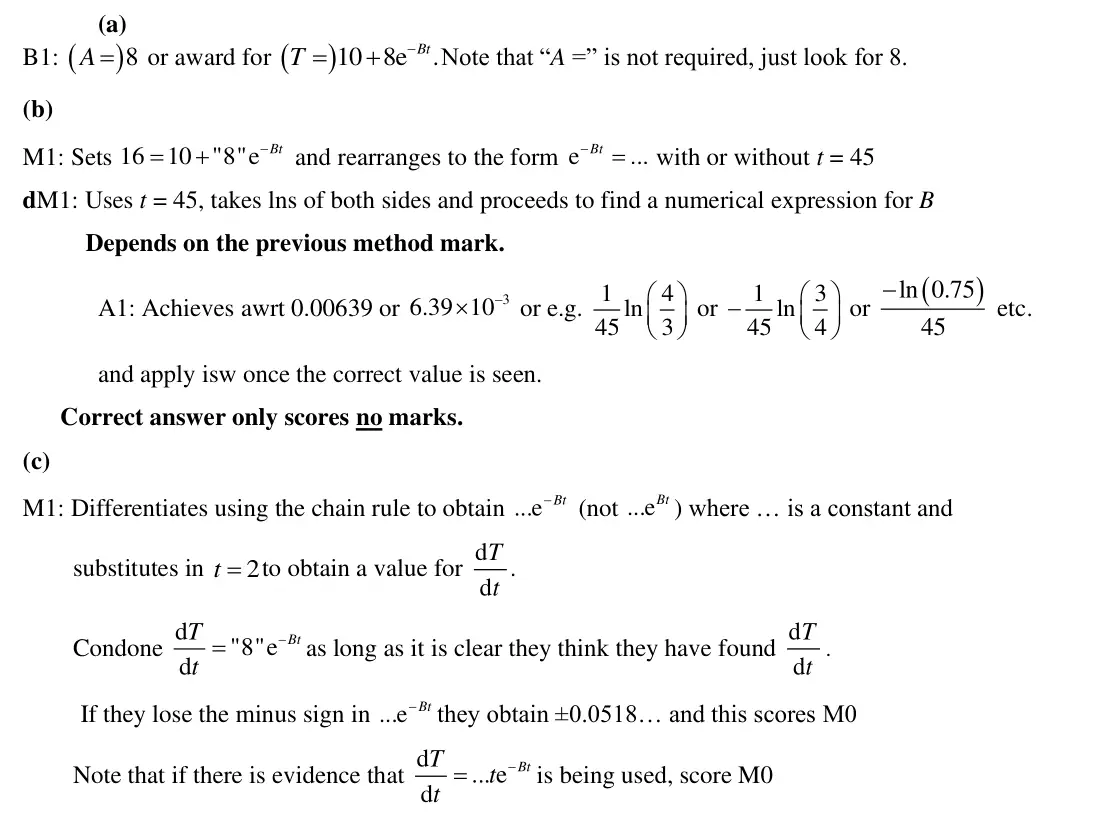 (a)
B1: (A =)8 or award for (T =)10 + 8e^{−Bt}. Note that “A =” is not required, just look for 8.
(b)
M1: Sets 16 = 10 + "8"e^{−Bt} and rearranges to the form e^{−Bt} = ... with or without t = 45
dM1: Uses t = 45, takes lns of both sides and proceeds to find a numerical expression for B
Depends on the previous method mark.
A1: Achieves awrt 0.00639 or 6.39×10^{−3} or e.g. \frac{1}{45}ln(\frac{4}{3}) or −\frac{1}{45}ln(\frac{3}{4}) or \frac{−ln(0.75)}{45} etc.
and apply isw once the correct value is seen.
Correct answer only scores no marks.
(c)
M1: Differentiates using the chain rule to obtain ...e^{−Bt} (not ...e^{Bt}) where … is a constant and
substitutes in t = 2 to obtain a value for \frac{dT}{dt}.
Condone \frac{dT}{dt} = "8"e^{−Bt} as long as it is clear they think they have found \frac{dT}{dt}.
If they lose the minus sign in ...e^{−Bt} they obtain ±0.0518… and this scores M0
Note that if there is evidence that \frac{dT}{dt} = ...te^{−Bt} is being used, score M0